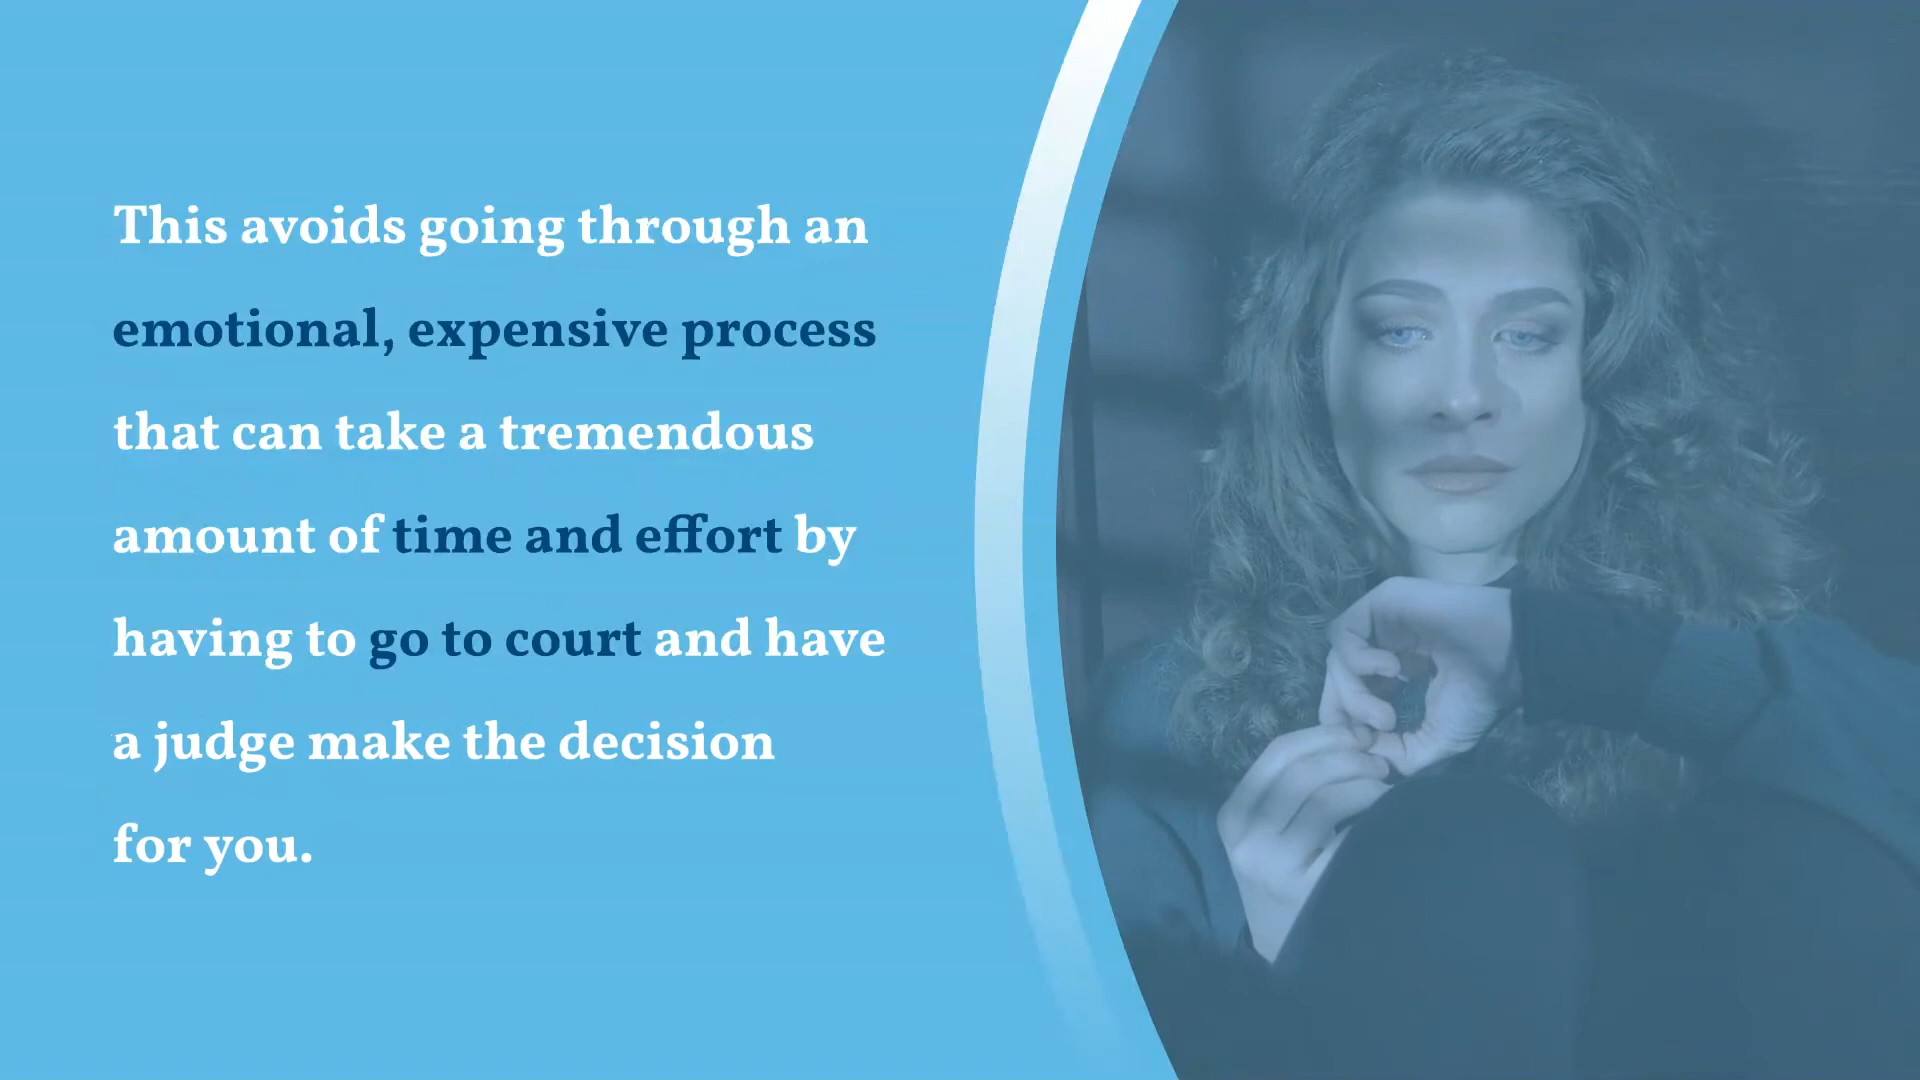 This avoids going through an
emotional, expensive process
that can take a tremendous
amount of time and effort by
having to go to court and have
a judge make the decision
for you.